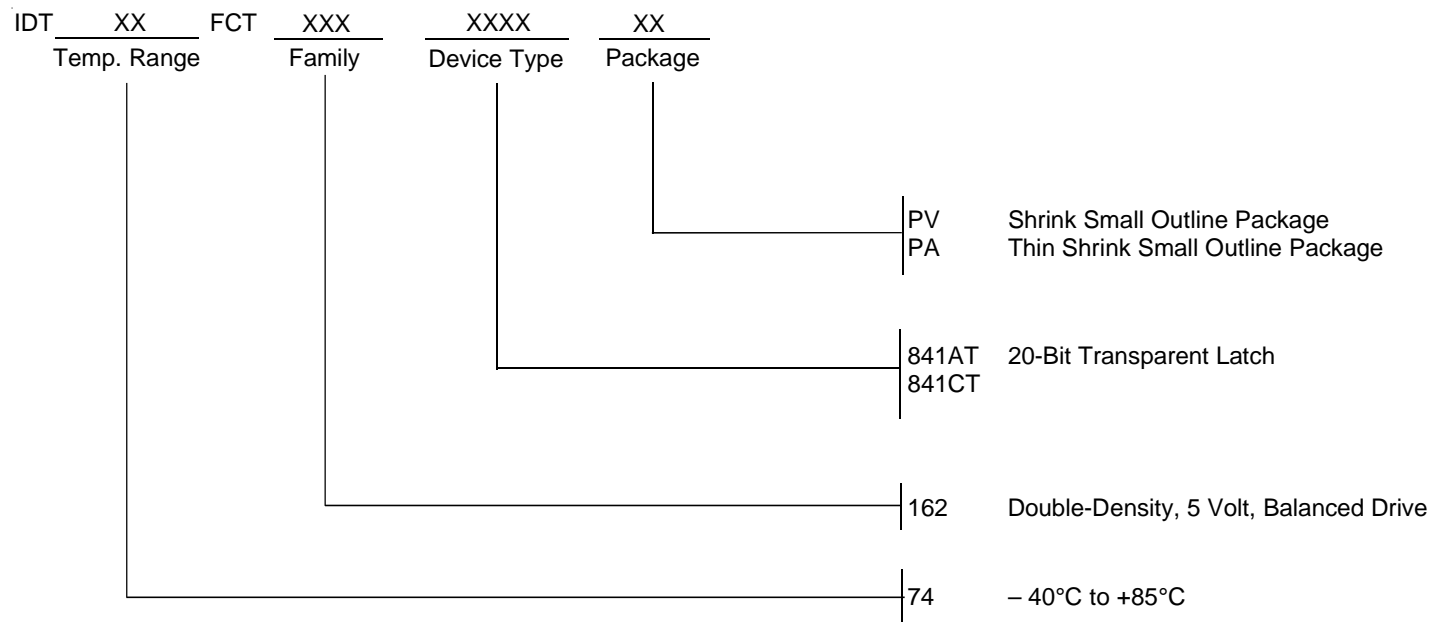 IDT XX FCT XXX XXXX XX
Temp. Range Family Device Type Package
PV Shrink Small Outline Package
PA Thin Shrink Small Outline Package
841AT 20-Bit Transparent Latch
841CT
162 Double-Density, 5 Volt, Balanced Drive
74 – 40°C to +85°C